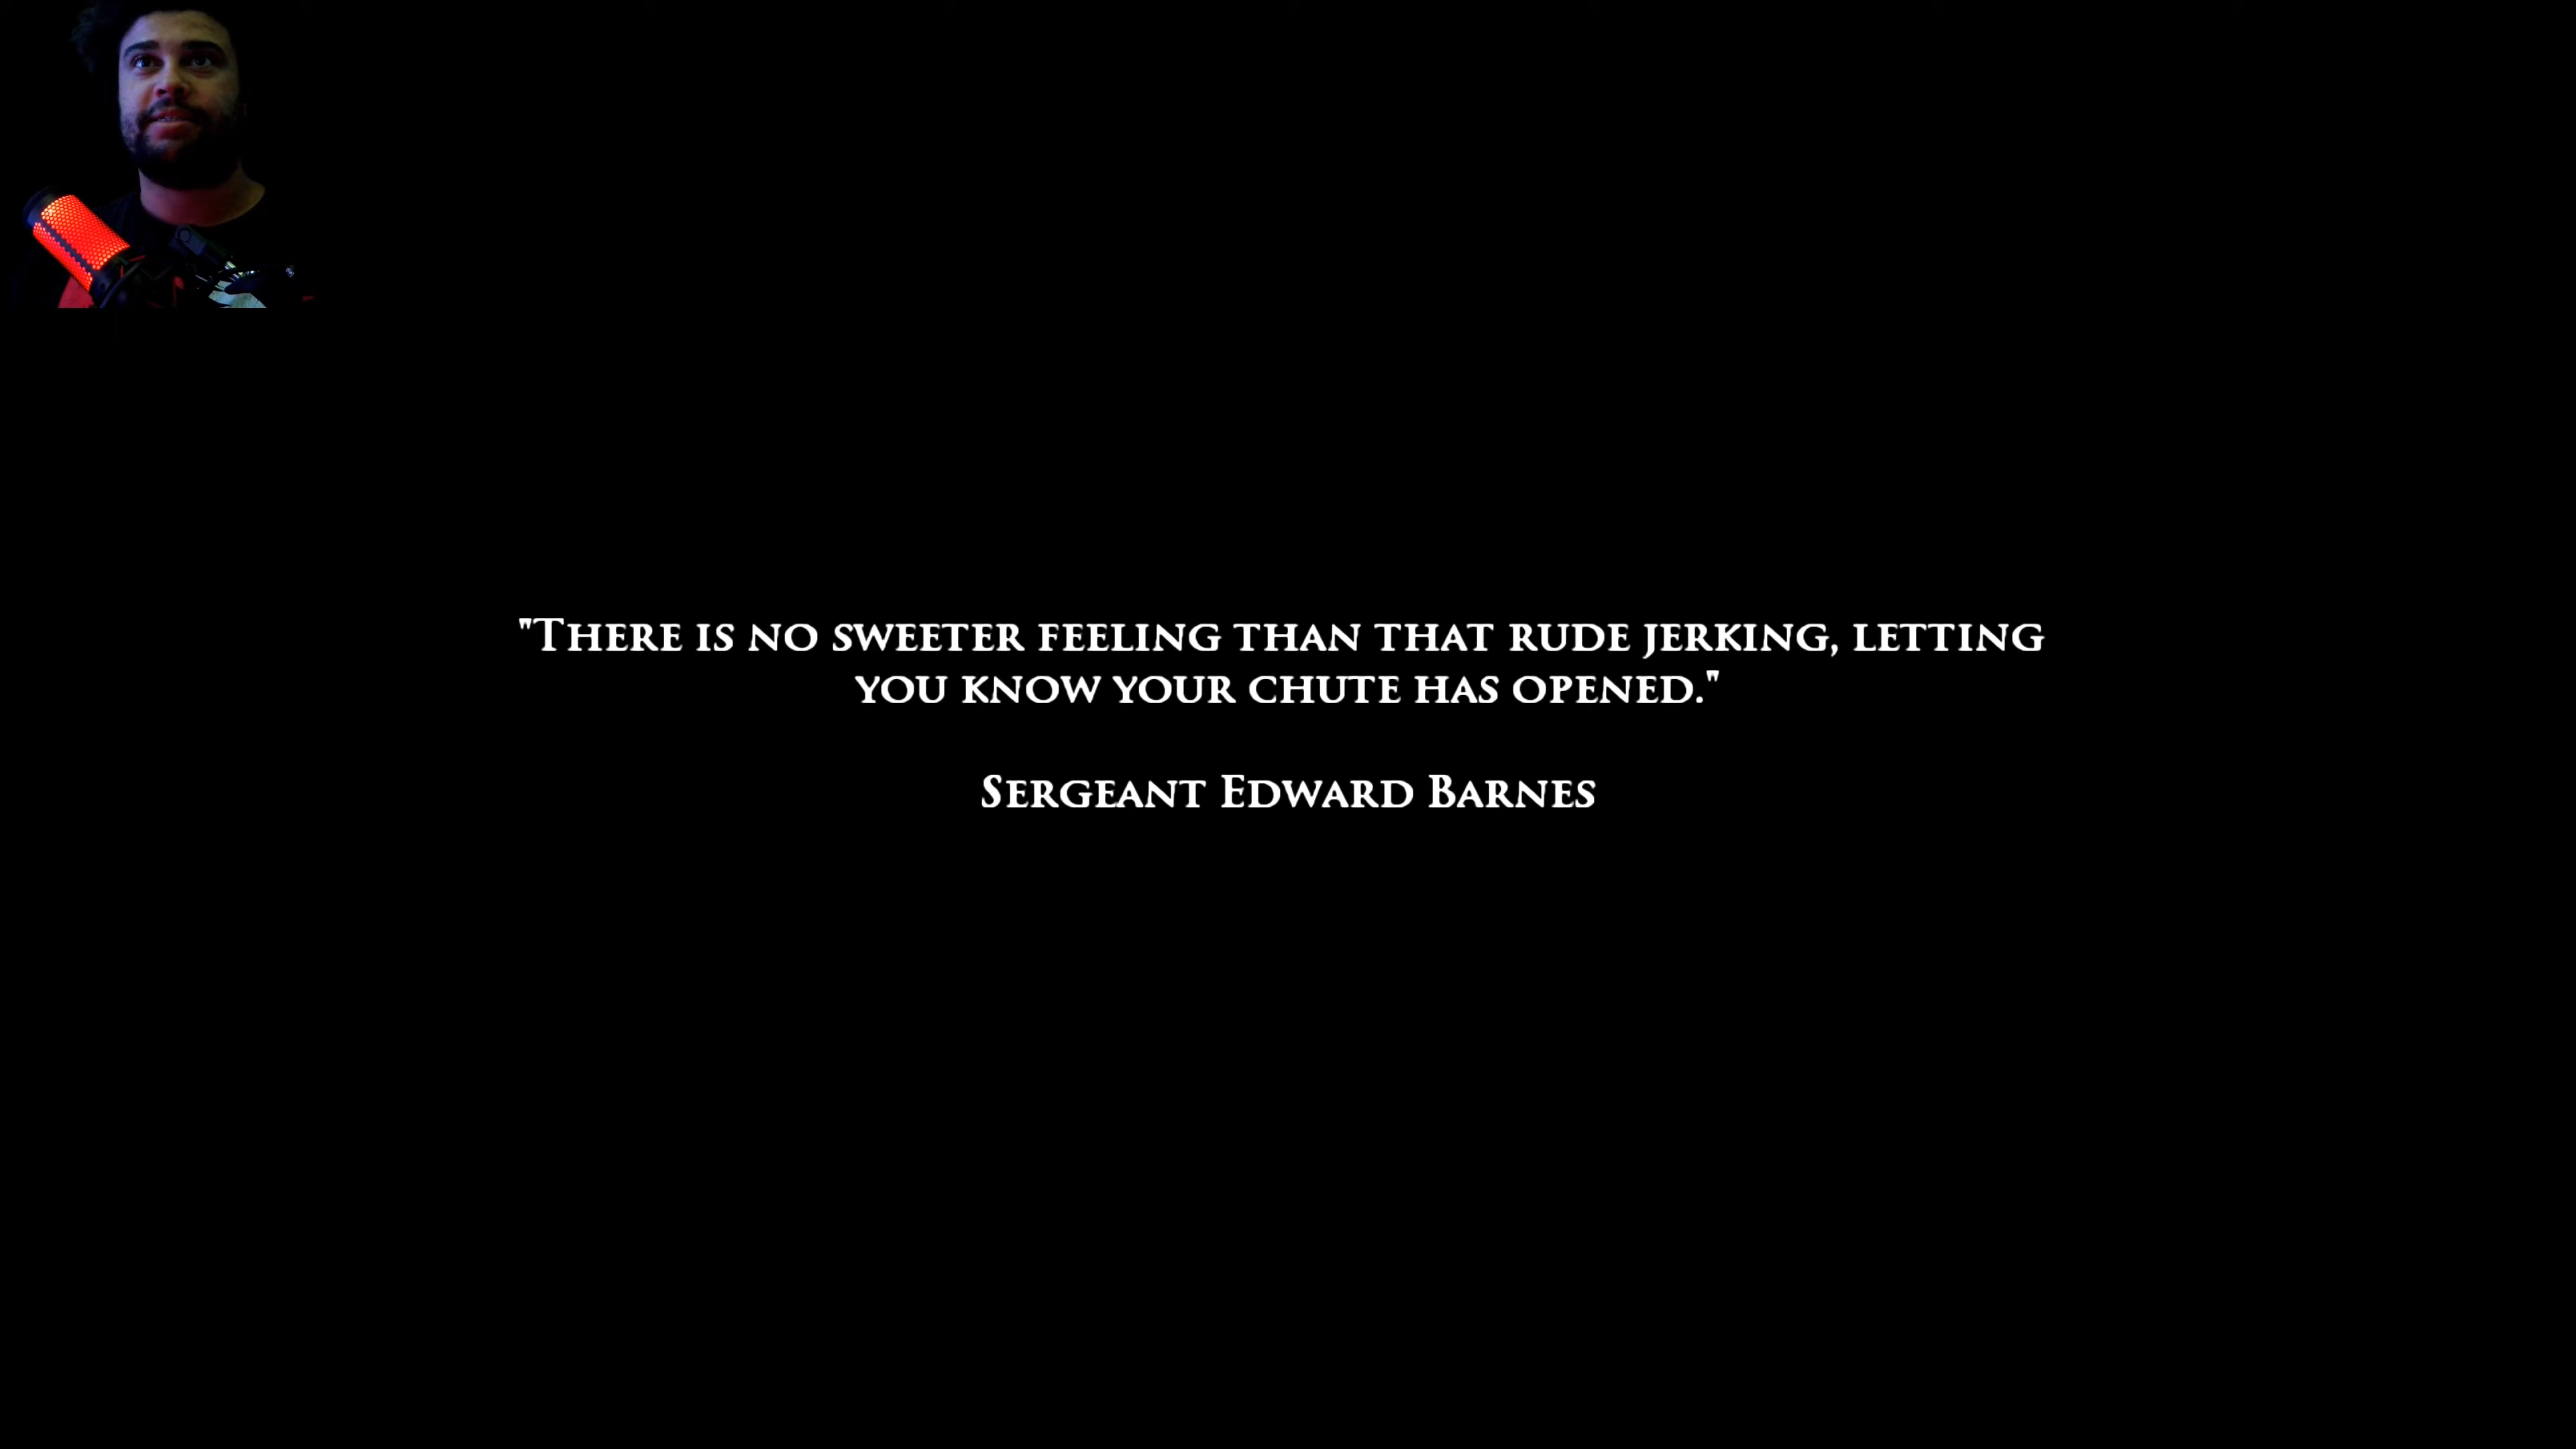 "There is no sweeter feeling than that rude jerking, letting
you know your chute has opened."
Sergeant Edward Barnes